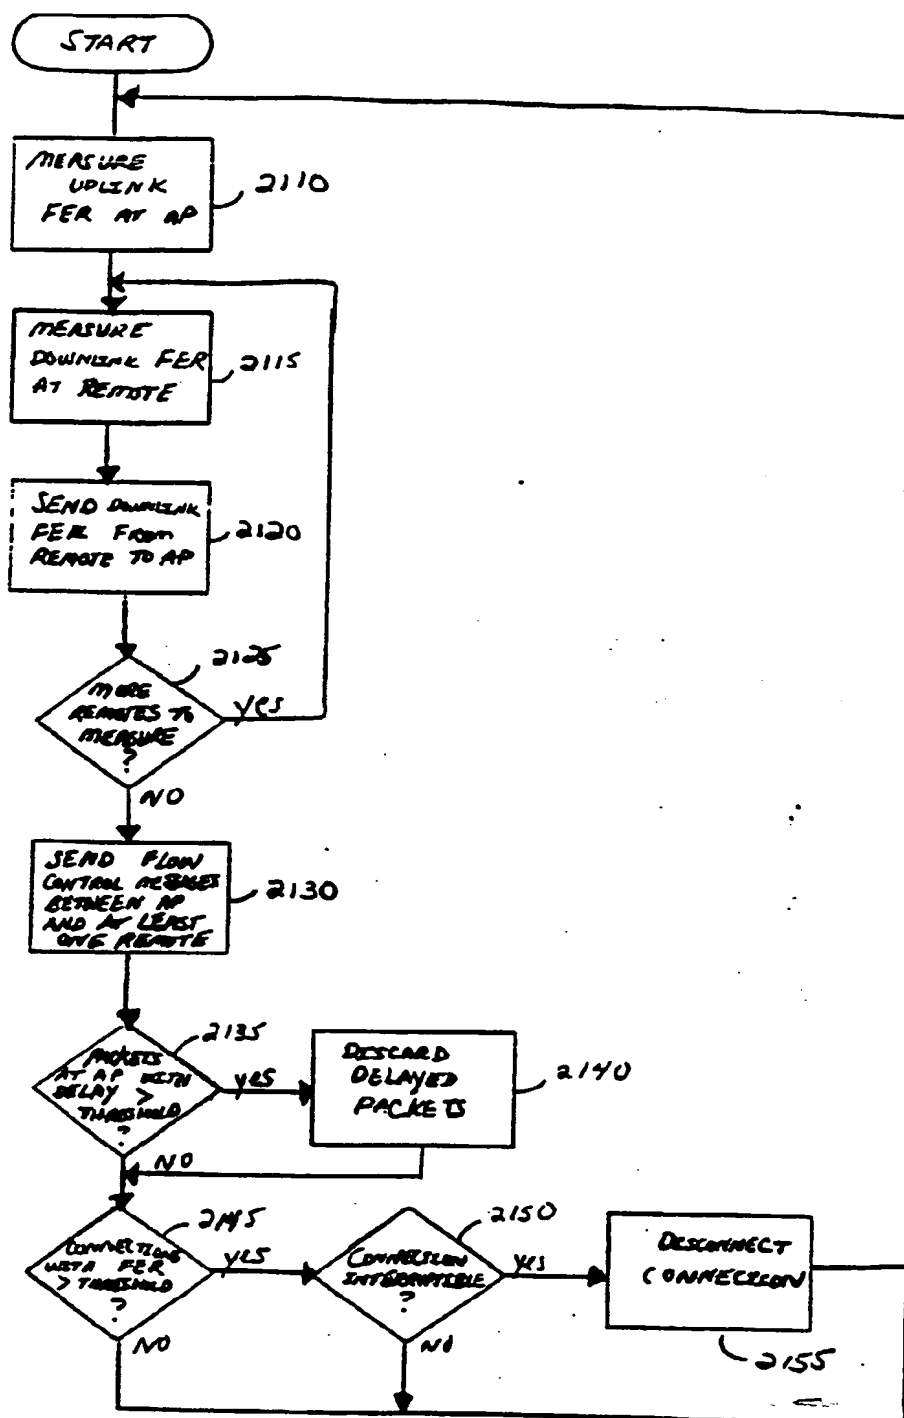 START
MEASURE
UPLINK
FER AT AP
2110
MEASURE
DOWNLINK FER
AT REMOTE
2115
SEND DOWNLINK
FER FROM
REMOTE TO AP
2120
2125
MORE
REMOTES TO
MEASURE
?
yes
NO
SEND FLOW
CONTROL MESSAGES
BETWEEN AP
AND AT LEAST
ONE REMOTE
2130
2135
PACKETS
AT AP WITH
DELAY >
THRESHOLD
?
yes
NO
DISCARD
DELAYED
PACKETS
2140
2145
CONNECTIONS
WITH FER
> THRESHOLD
?
yes
NO
2150
CONNECTION
INTERRUPTIBLE
?
yes
NO
DISCONNECT
CONNECTION
2155